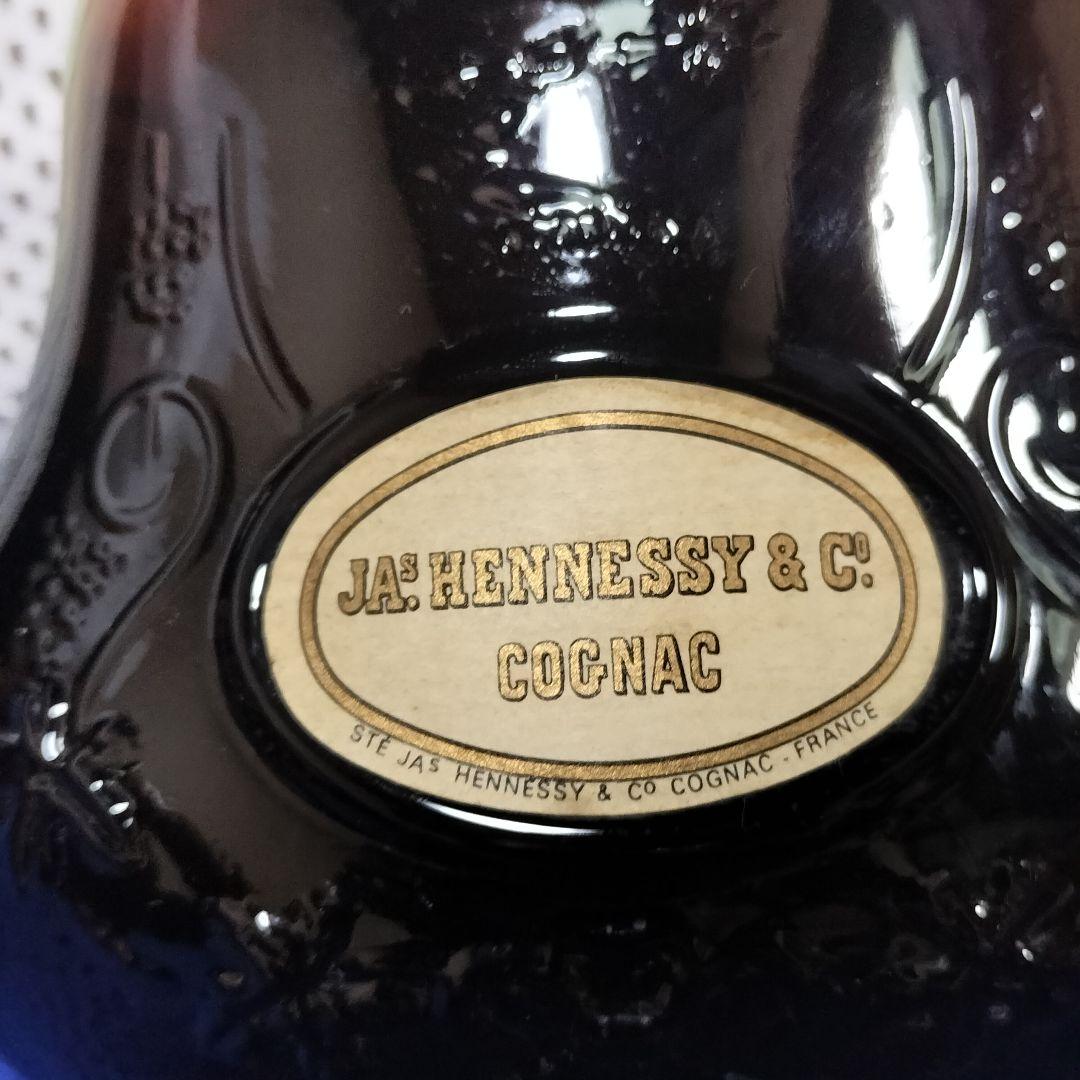 JAS. HENNESSY & Cº.
COGNAC
STÉ JAS HENNESSY & Cº COGNAC - FRANCE